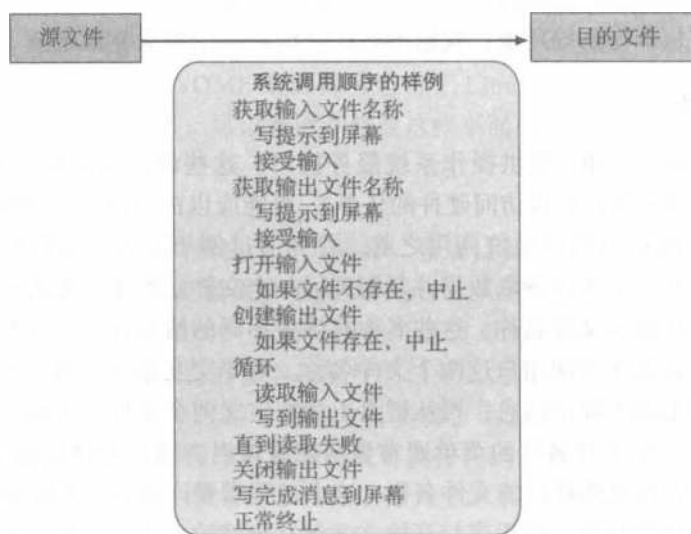 源文件
目的文件
系统调用顺序的样例
获取输入文件名称
写提示到屏幕
接受输入
获取输出文件名称
写提示到屏幕
接受输入
打开输入文件
如果文件不存在，中止
创建输出文件
如果文件存在，中止
循环
读取输入文件
写到输出文件
直到读取失败
关闭输出文件
写完成消息到屏幕
正常终止